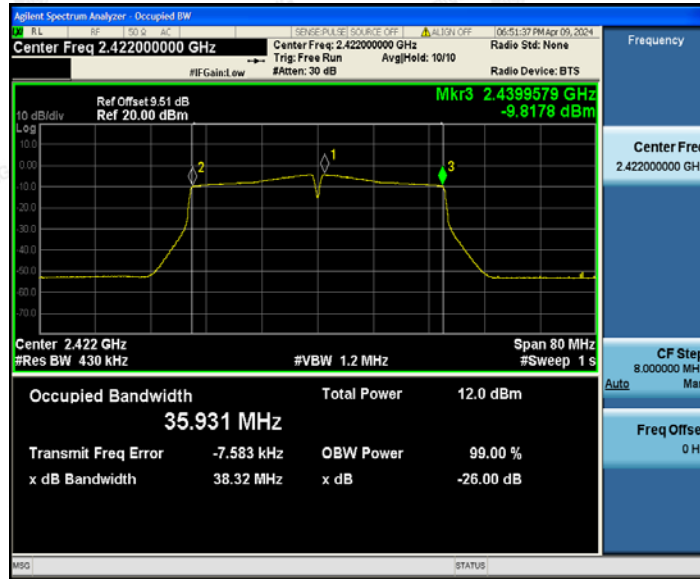 Agilent Spectrum Analyzer - Occupied BW
RL RF 50 Ω AC SENSE:PULSE SOURCE OFF ALIGN OFF 06:51:37 PM Apr 09, 2024
Center Freq 2.422000000 GHz
Center Freq: 2.422000000 GHz
Radio Std: None
Trig: Free Run Avg|Hold: 10/10
#IFGain:Low #Atten: 30 dB
Radio Device: BTS
Mkr3 2.4399579 GHz
-9.8178 dBm
Ref Offset 9.51 dB
10 dB/div Ref 20.00 dBm
Log
10.0
0.00
-10.0
-20.0
-30.0
-40.0
-50.0
-60.0
-70.0
1
2
3
Center 2.422 GHz Span 80 MHz
#Res BW 430 kHz #VBW 1.2 MHz #Sweep 1 s
Occupied Bandwidth Total Power 12.0 dBm
35.931 MHz
Transmit Freq Error -7.583 kHz OBW Power 99.00 %
x dB Bandwidth 38.32 MHz x dB -26.00 dB
MSG STATUS
Frequency
Center Fre
2.422000000 GH
CF Step
8.000000 MH
Auto Ma
Freq Offse
0 H